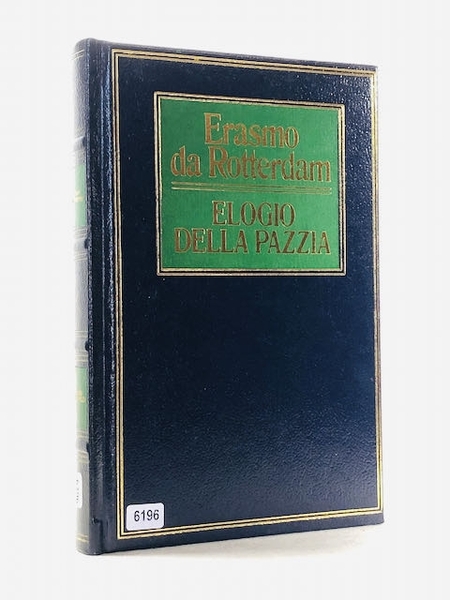 Erasmo
da Rotterdam
ELOGIO
DELLA PAZZIA
6196